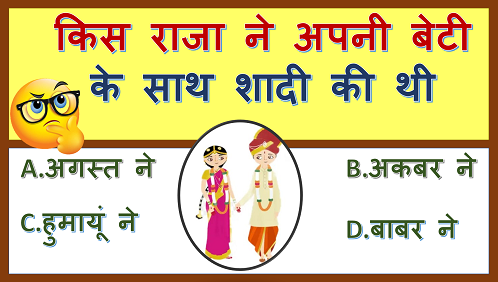 किस राजा ने अपनी बेटी
के साथ शादी की थी
A.अगस्त ने
B.अकबर ने
C.हुमायूं ने
D.बाबर ने